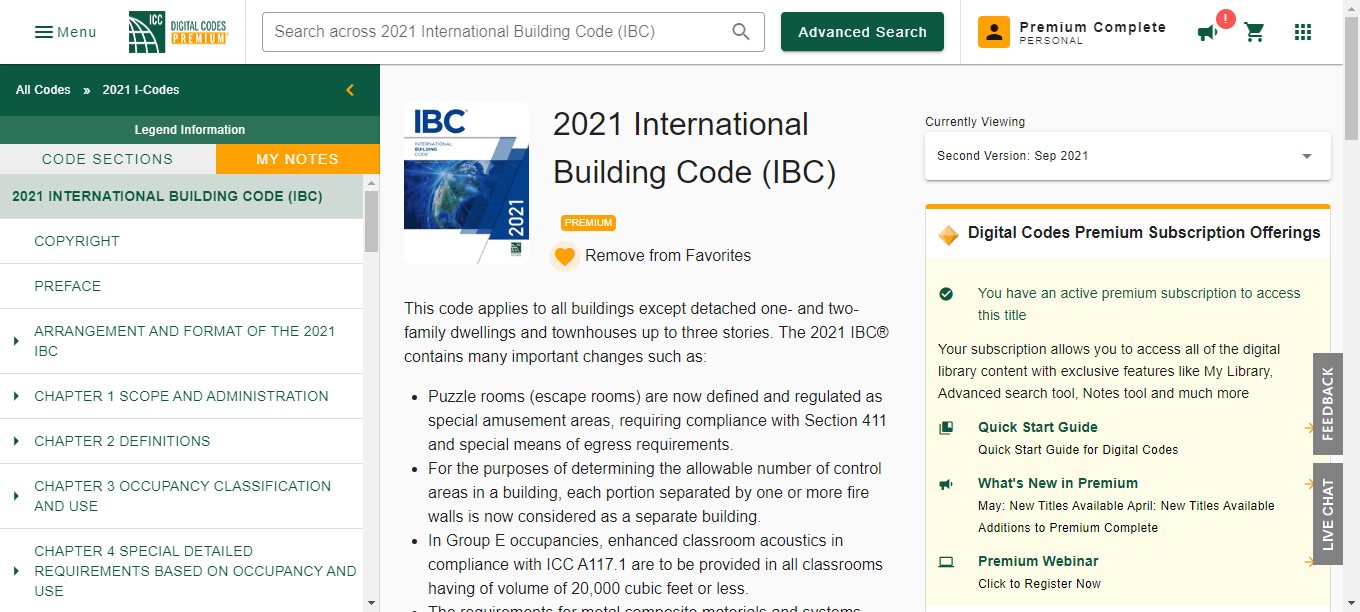 Menu
ICC
DIGITAL CODES
PREMIUM
Search across 2021 International Building Code (IBC)
Advanced Search
Premium Complete
PERSONAL
!
All Codes » 2021 I-Codes
Legend Information
CODE SECTIONS
MY NOTES
2021 INTERNATIONAL BUILDING CODE (IBC)
COPYRIGHT
PREFACE
ARRANGEMENT AND FORMAT OF THE 2021
IBC
CHAPTER 1 SCOPE AND ADMINISTRATION
CHAPTER 2 DEFINITIONS
CHAPTER 3 OCCUPANCY CLASSIFICATION
AND USE
CHAPTER 4 SPECIAL DETAILED
REQUIREMENTS BASED ON OCCUPANCY AND
USE
IBC
INTERNATIONAL
BUILDING
CODE
2021
2021 International
Building Code (IBC)
PREMIUM
Remove from Favorites
This code applies to all buildings except detached one- and two-
family dwellings and townhouses up to three stories. The 2021 IBC®
contains many important changes such as:
• Puzzle rooms (escape rooms) are now defined and regulated as
special amusement areas, requiring compliance with Section 411
and special means of egress requirements.
• For the purposes of determining the allowable number of control
areas in a building, each portion separated by one or more fire
walls is now considered as a separate building.
• In Group E occupancies, enhanced classroom acoustics in
compliance with ICC A117.1 are to be provided in all classrooms
having of volume of 20,000 cubic feet or less.
• The requirements for metal composite materials and systems
Currently Viewing
Second Version: Sep 2021
Digital Codes Premium Subscription Offerings
You have an active premium subscription to access
this title
Your subscription allows you to access all of the digital
library content with exclusive features like My Library,
Advanced search tool, Notes tool and much more
Quick Start Guide
Quick Start Guide for Digital Codes
What's New in Premium
May: New Titles Available April: New Titles Available
Additions to Premium Complete
Premium Webinar
Click to Register Now
FEEDBACK
LIVE CHAT